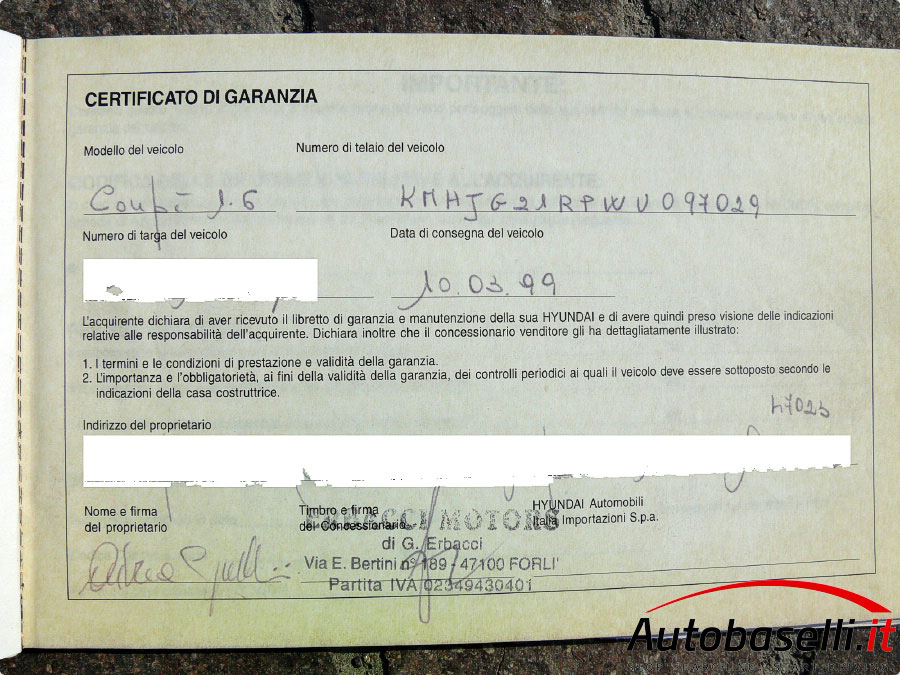 CERTIFICATO DI GARANZIA
Modello del veicolo
Numero di telaio del veicolo
Coupè 1.6
KMHJG21RPWU097029
Numero di targa del veicolo
Data di consegna del veicolo
10.03.99
L'acquirente dichiara di aver ricevuto il libretto di garanzia e manutenzione della sua HYUNDAI e di avere quindi preso visione delle indicazioni
relative alle responsabilità dell'acquirente. Dichiara inoltre che il concessionario venditore gli ha dettagliatamente illustrato:
1. I termini e le condizioni di prestazione e validità della garanzia.
2. L'importanza e l'obbligatorietà, ai fini della validità della garanzia, dei controlli periodici ai quali il veicolo deve essere sottoposto secondo le
indicazioni della casa costruttrice.
47025
Indirizzo del proprietario
Nome e firma
del proprietario
Timbro e firma
del Concessionario
HYUNDAI Automobili
Italia Importazioni S.p.a.
ERBACCI MOTORS
di G. Erbacci
Via E. Bertini n° 189 - 47100 FORLI'
Partita IVA 02349430401
Autobaselli.it